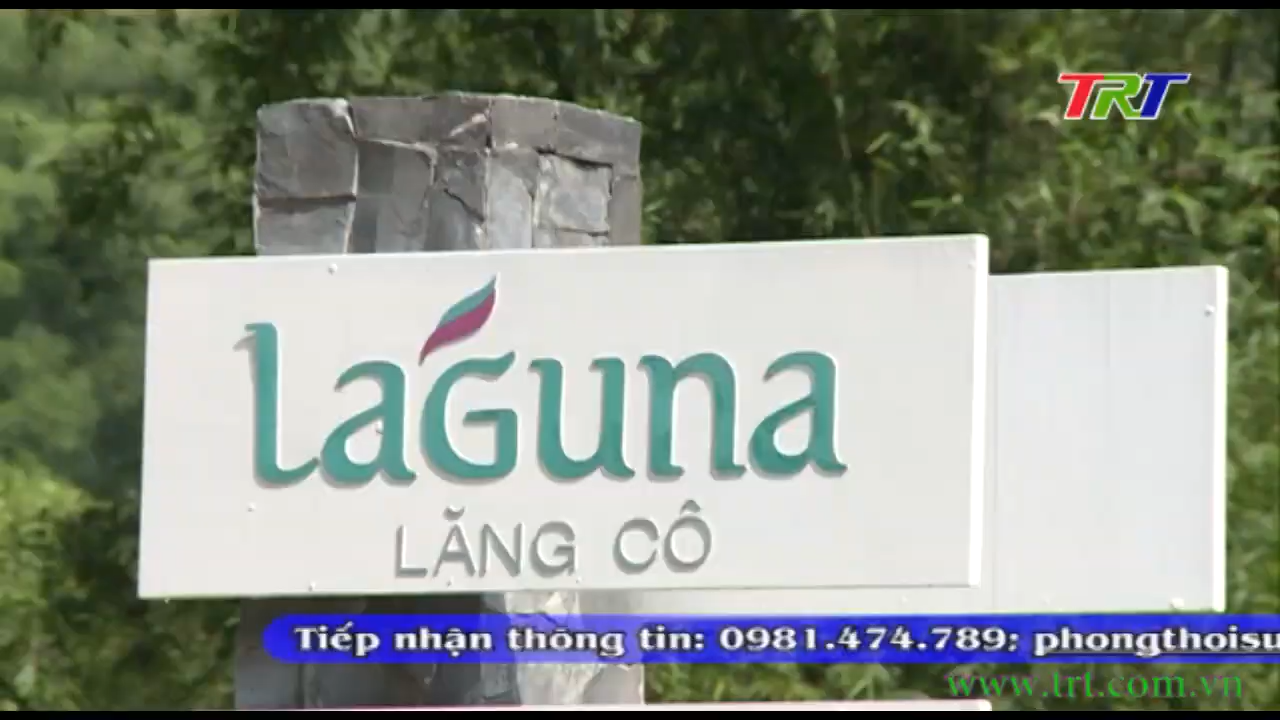 TRT
Laguna
LĂNG CÔ
Tiếp nhận thông tin: 0981.474.789; phongthoisu
www.trt.com.vn